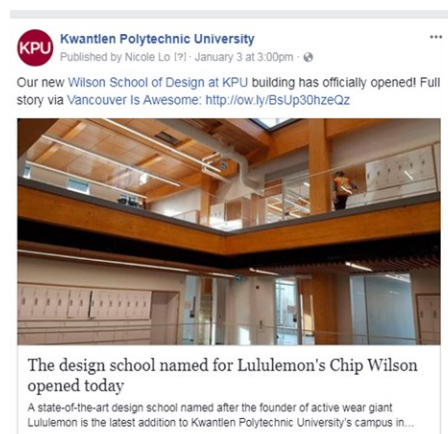 KPU
Kwantlen Polytechnic University
Published by Nicole Lo [?] · January 3 at 3:00pm ·
Our new Wilson School of Design at KPU building has officially opened! Full
story via Vancouver Is Awesome: http://ow.ly/BsUp30hzeQz
The design school named for Lululemon's Chip Wilson
opened today
A state-of-the-art design school named after the founder of active wear giant
Lululemon is the latest addition to Kwantlen Polytechnic University's campus in...